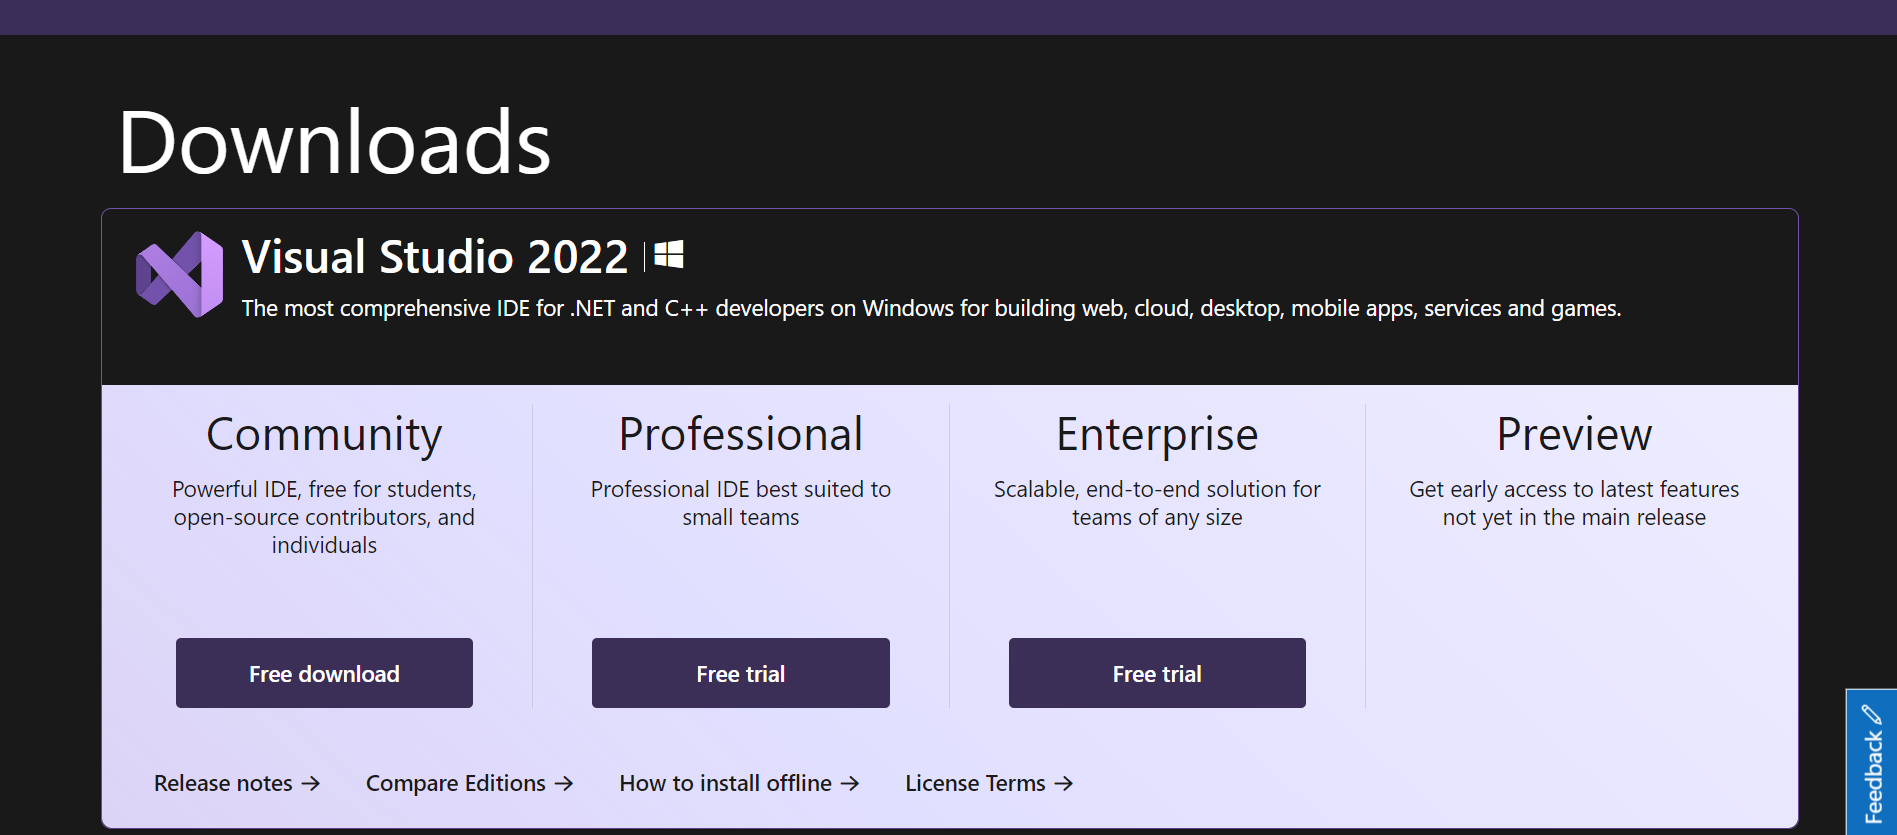 Downloads
Visual Studio 2022
The most comprehensive IDE for .NET and C++ developers on Windows for building web, cloud, desktop, mobile apps, services and games.
Community
Powerful IDE, free for students,
open-source contributors, and
individuals
Free download
Professional
Professional IDE best suited to
small teams
Free trial
Enterprise
Scalable, end-to-end solution for
teams of any size
Free trial
Preview
Get early access to latest features
not yet in the main release
Release notes →
Compare Editions →
How to install offline →
License Terms →
Feedback